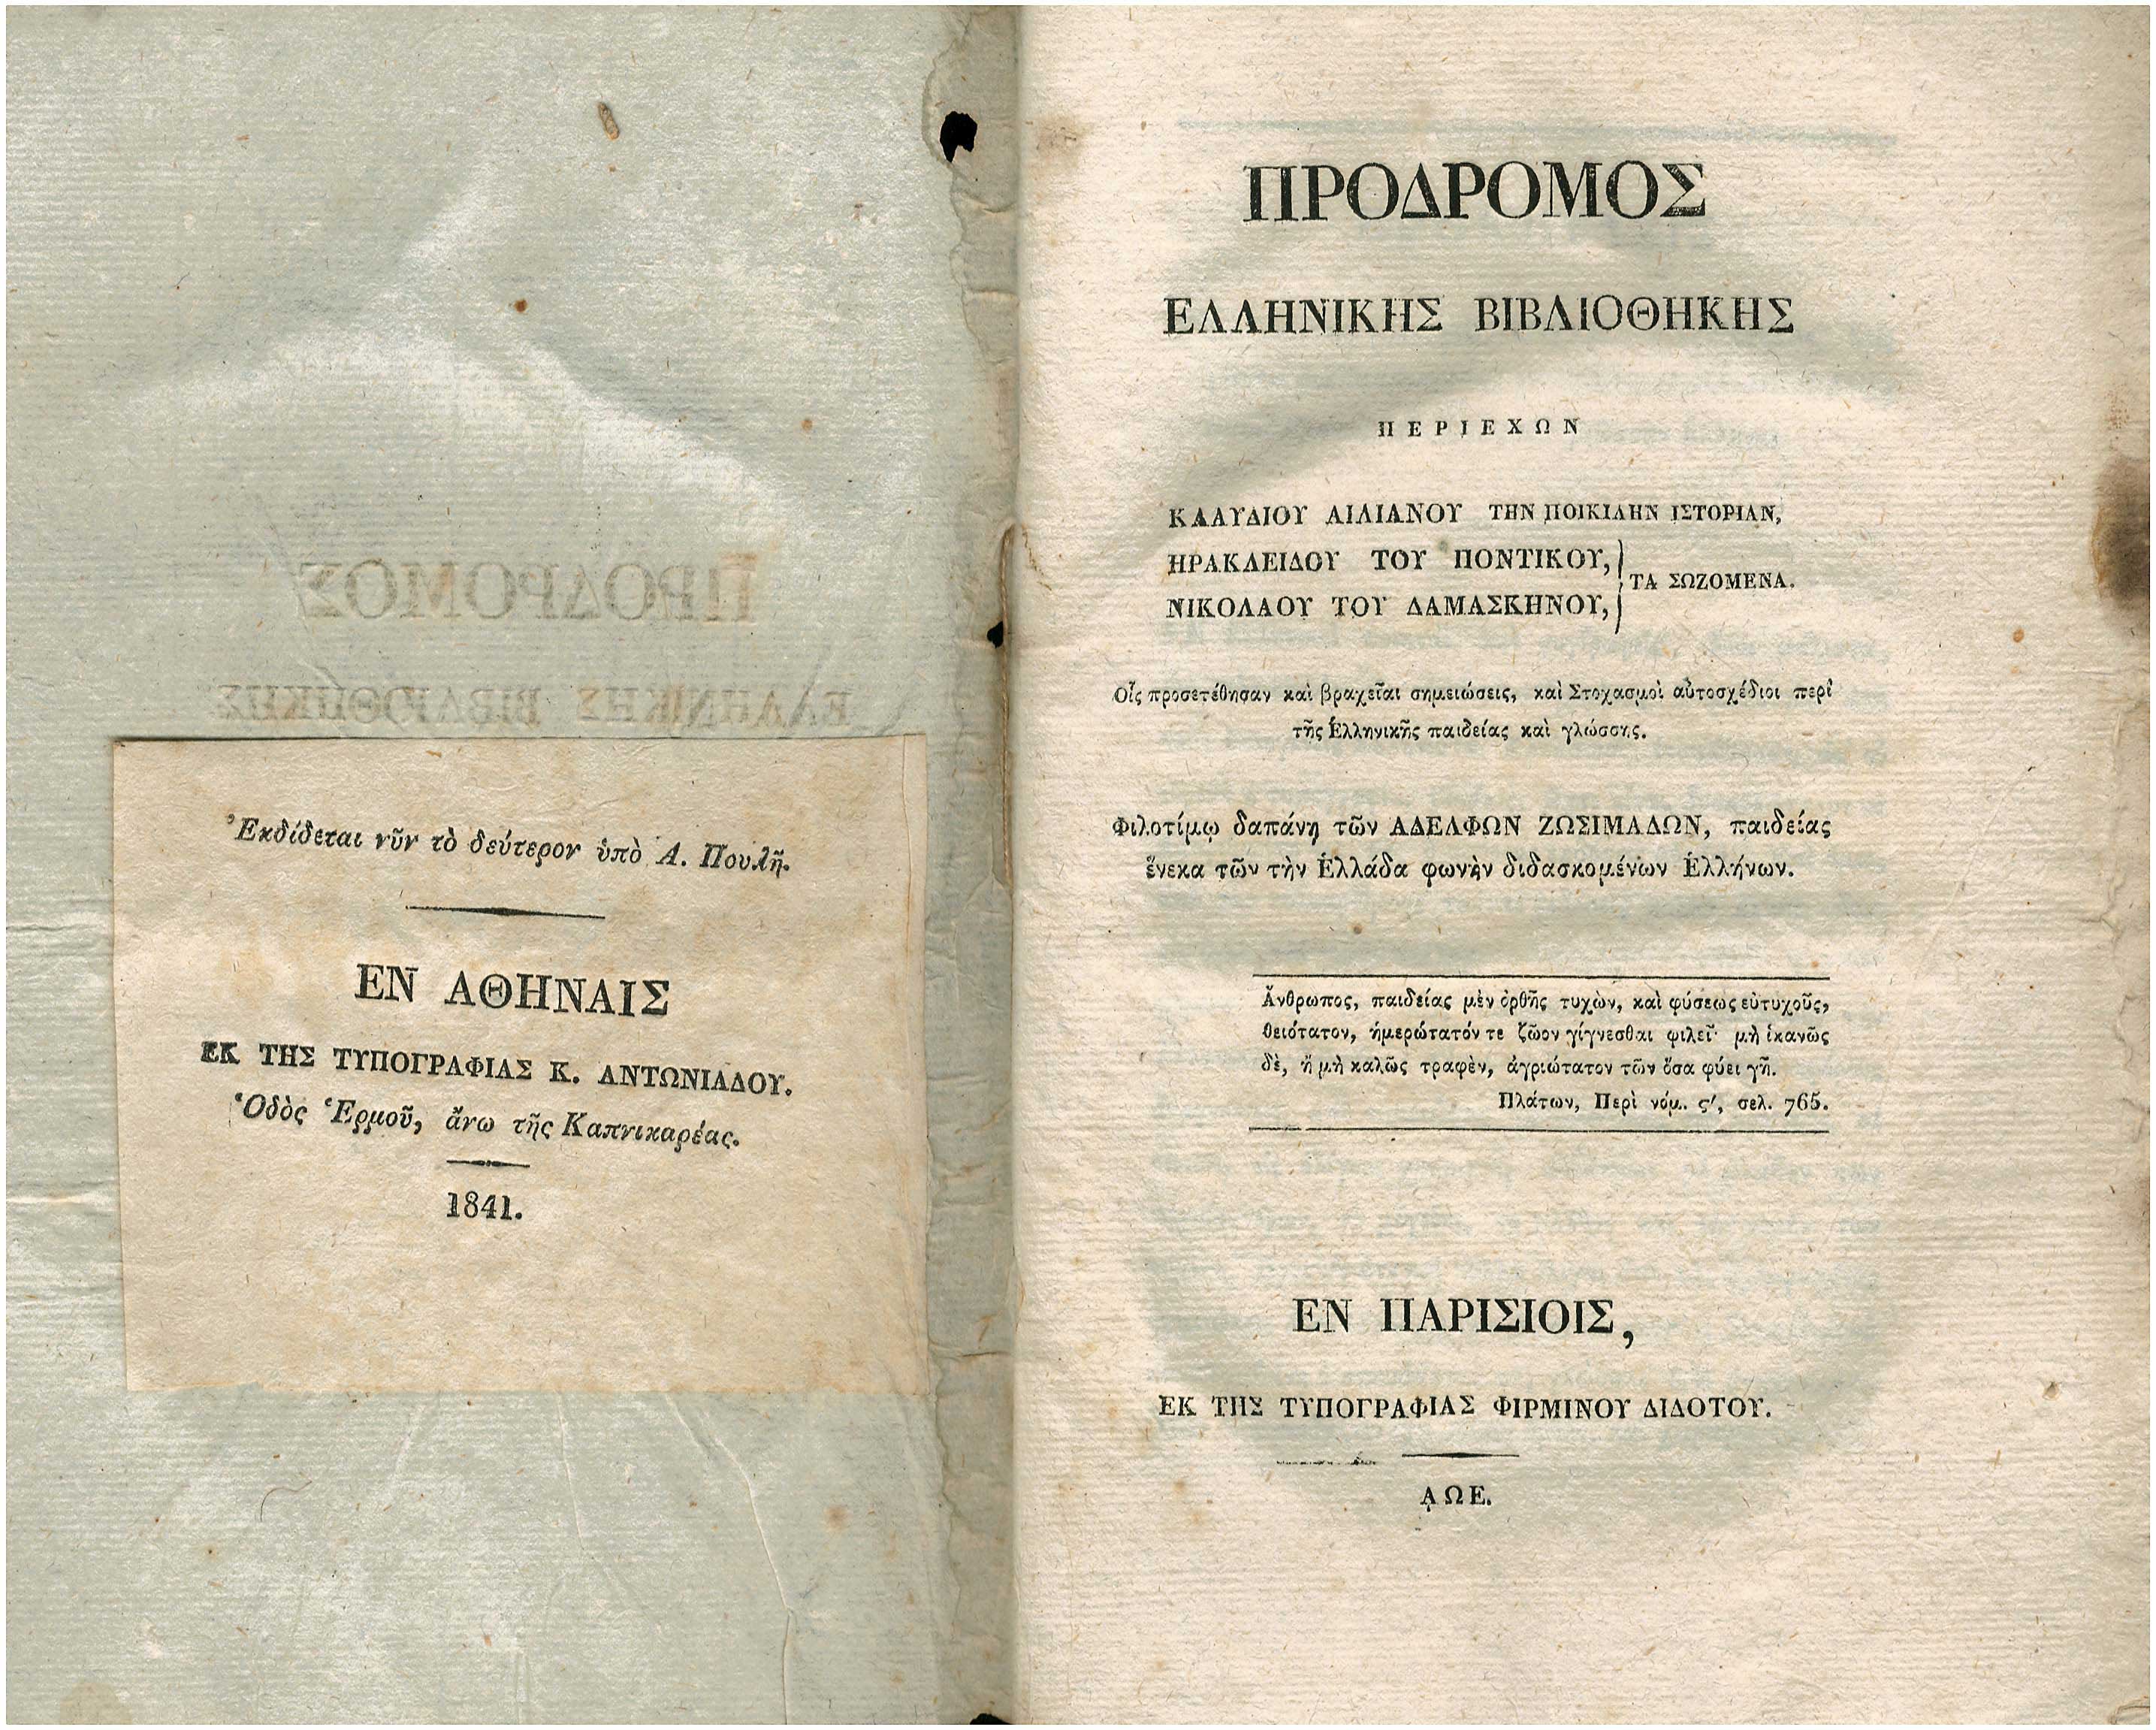 ΠΡΟΔΡΟΜΟΣ
ΕΛΛΗΝΙΚΗΣ ΒΙΒΛΙΟΘΗΚΗΣ
Ἐκδίδεται νῦν τὸ δεύτερον ὑπὸ Α. Πουλῆ.
ΕΝ ΑΘΗΝΑΙΣ
ΕΚ ΤΗΣ ΤΥΠΟΓΡΑΦΙΑΣ Κ. ΑΝΤΩΝΙΑΔΟΥ.
Ὁδὸς Ἑρμοῦ, ἄνω τῆς Καπνικαρέας.
1841.
ΠΡΟΔΡΟΜΟΣ
ΕΛΛΗΝΙΚΗΣ ΒΙΒΛΙΟΘΗΚΗΣ
ΠΕΡΙΕΧΩΝ
ΚΛΑΥΔΙΟΥ ΑΙΛΙΑΝΟΥ ΤΗΝ ΠΟΙΚΙΛΗΝ ΙΣΤΟΡΙΑΝ,
ΗΡΑΚΛΕΙΔΟΥ ΤΟΥ ΠΟΝΤΙΚΟΥ,
ΝΙΚΟΛΑΟΥ ΤΟΥ ΔΑΜΑΣΚΗΝΟΥ,
ΤΑ ΣΩΖΟΜΕΝΑ.
Οἷς προσετέθησαν καὶ βραχεῖαι σημειώσεις, καὶ Στοχασμοὶ αὐτοσχέδιοι περὶ
τῆς Ἑλληνικῆς παιδείας καὶ γλώσσης.
Φιλοτίμῳ δαπάνῃ τῶν ΑΔΕΛΦΩΝ ΖΩΣΙΜΑΔΩΝ, παιδείας
ἕνεκα τῶν τὴν Ἑλλάδα φωνὴν διδασκομένων Ἑλλήνων.
Ἄνθρωπος, παιδείας μὲν ὀρθῆς τυχὼν, καὶ φύσεως εὐτυχοῦς,
θειότατον, ἡμερώτατόν τε ζῶον γίγνεσθαι φιλεῖ· μὴ ἱκανῶς
δὲ, ἢ μὴ καλῶς τραφὲν, ἀγριώτατον τῶν ὅσα φύει γῆ.
Πλάτων, Περὶ νόμ. ϛ′, σελ. 765.
ΕΝ ΠΑΡΙΣΙΟΙΣ,
ΕΚ ΤΗΣ ΤΥΠΟΓΡΑΦΙΑΣ ΦΙΡΜΙΝΟΥ ΔΙΔΟΤΟΥ.
͵ΑΩΕ.